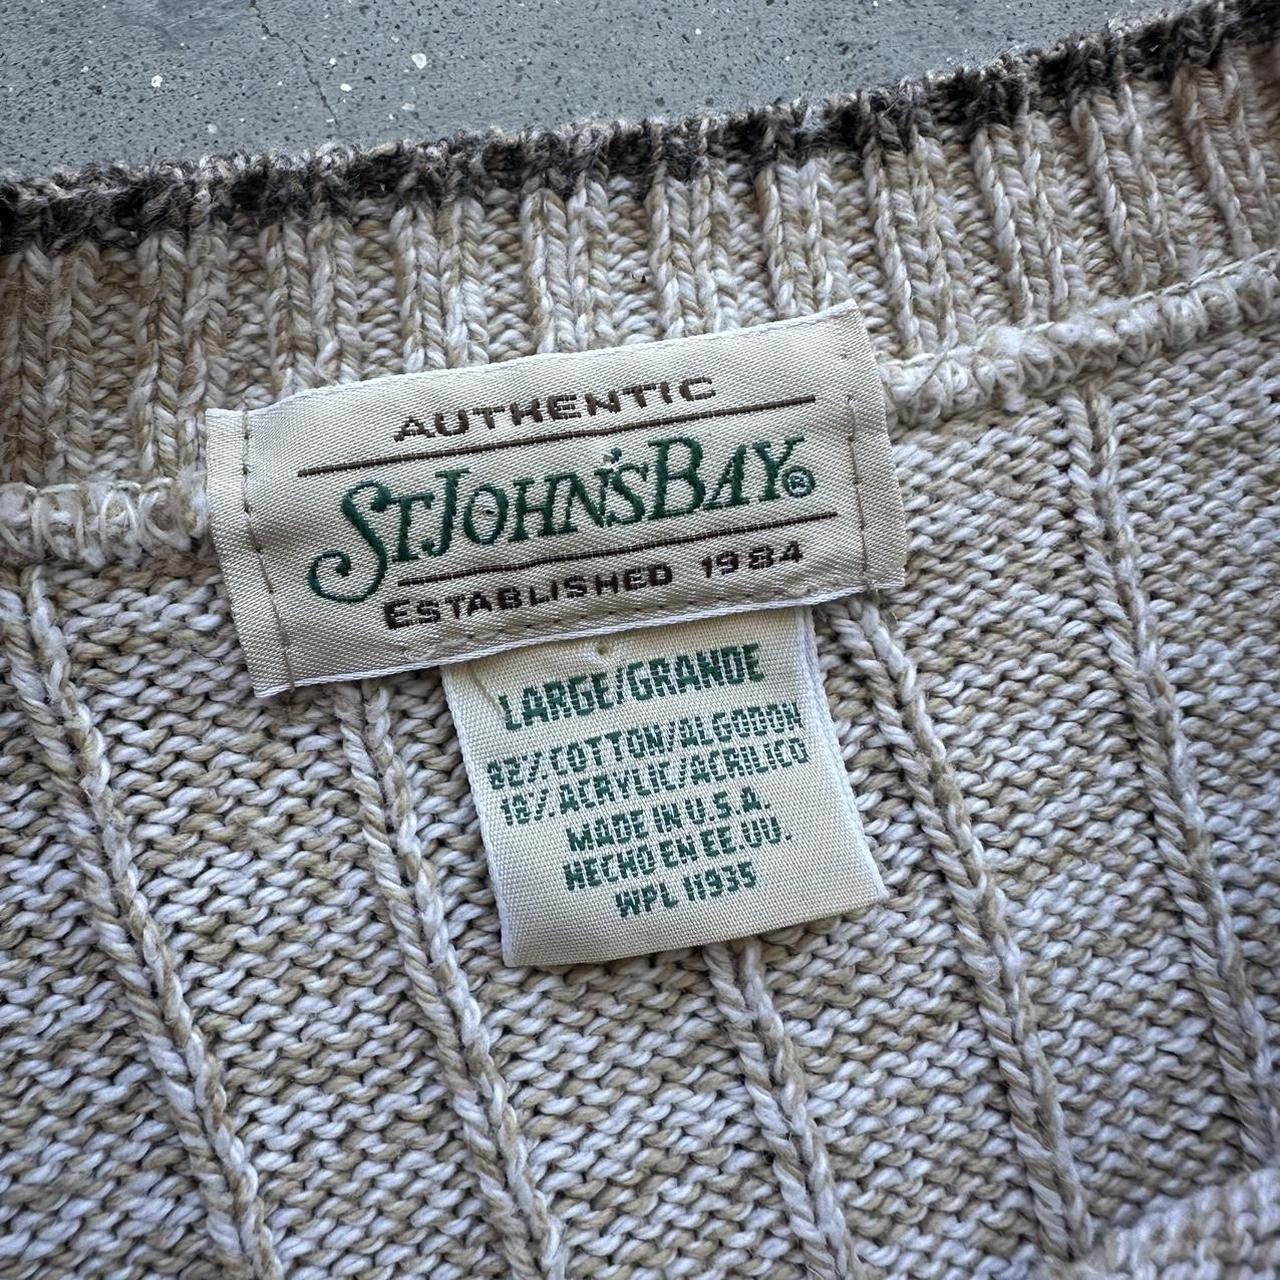 AUTHENTIC
ST JOHN'S BAY®
ESTABLISHED 1984
LARGE/GRANDE
82% COTTON/ALGODON
18% ACRYLIC/ACRILICO
MADE IN U.S.A.
HECHO EN EE.UU.
WPL 11935